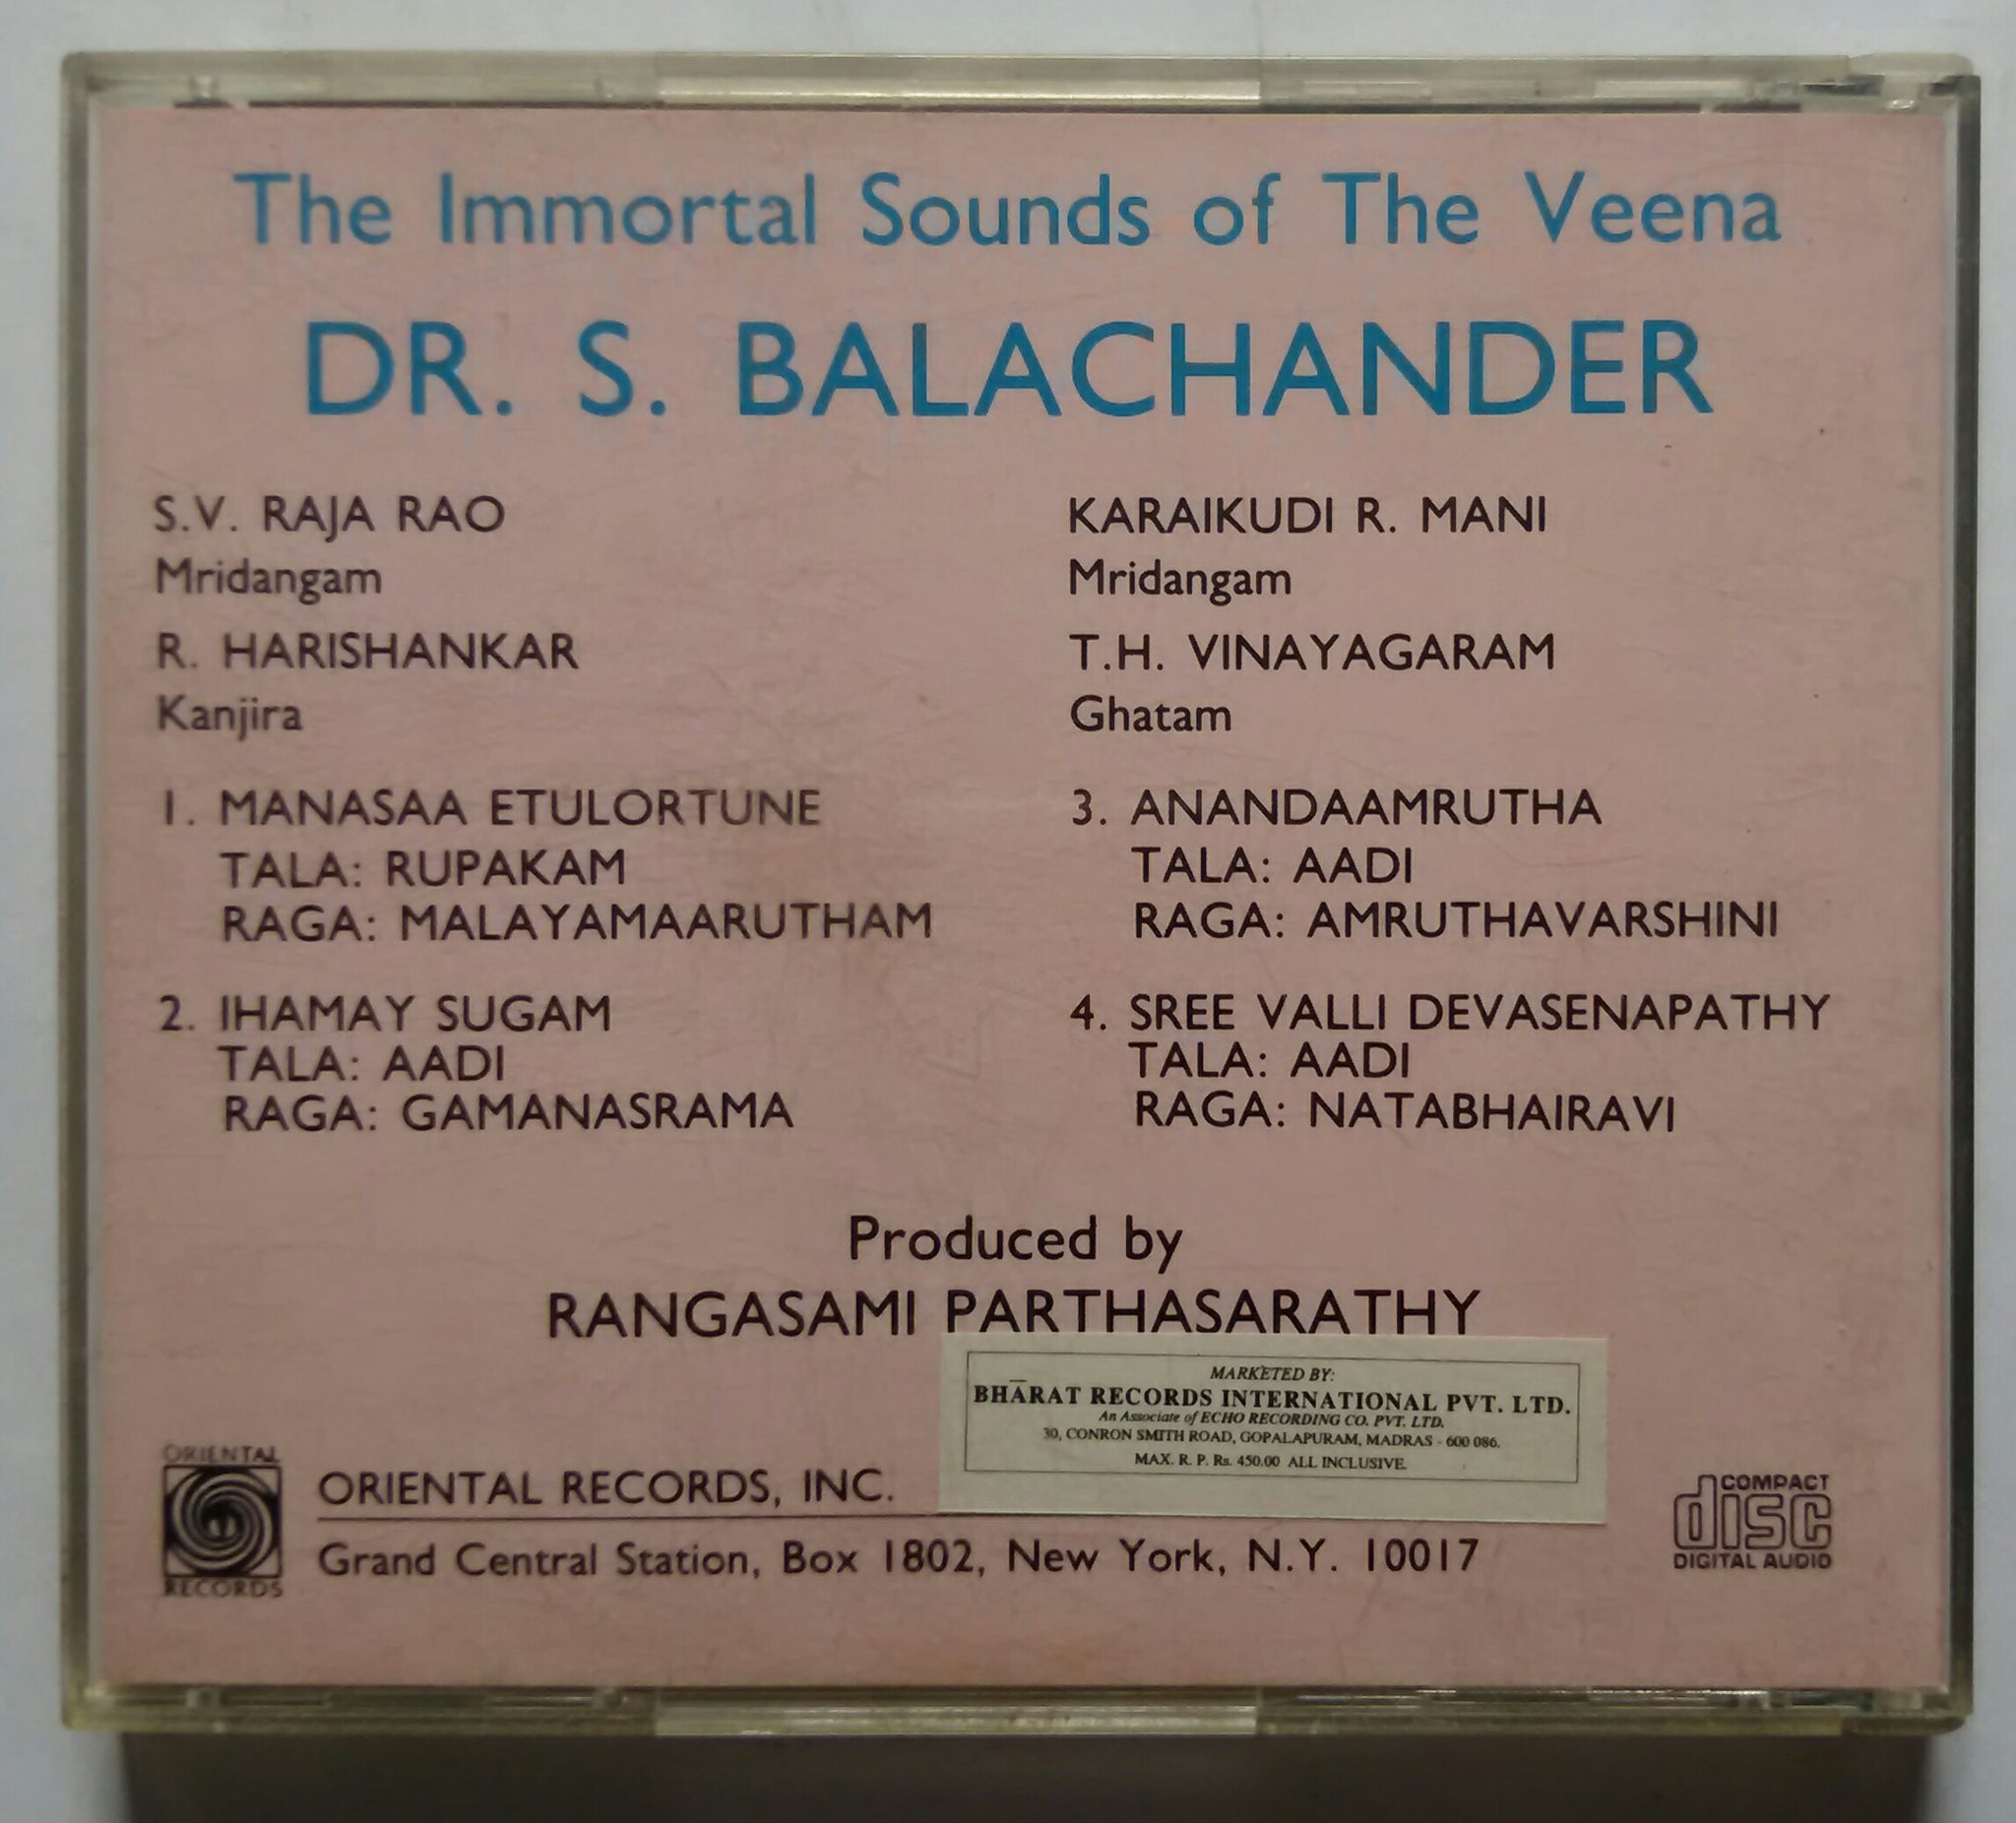 The Immortal Sounds of The Veena
DR. S. BALACHANDER
S.V. RAJA RAO
Mridangam
R. HARISHANKAR
Kanjira
KARAIKUDI R. MANI
Mridangam
T.H. VINAYAGARAM
Ghatam
1. MANASAA ETULORTUNE
TALA: RUPAKAM
RAGA: MALAYAMAARUTHAM
2. IHAMAY SUGAM
TALA: AADI
RAGA: GAMANASRAMA
3. ANANDAAMRUTHA
TALA: AADI
RAGA: AMRUTHAVARSHINI
4. SREE VALLI DEVASENAPATHY
TALA: AADI
RAGA: NATABHAIRAVI
Produced by
RANGASAMI PARTHASARATHY
MARKETED BY:
BHĀRAT RECORDS INTERNATIONAL PVT. LTD.
An Associate of ECHO RECORDING CO. PVT. LTD.
30, CONRON SMITH ROAD, GOPALAPURAM, MADRAS - 600 086.
MAX. R. P. Rs. 450.00 ALL INCLUSIVE.
ORIENTAL
RECORDS
ORIENTAL RECORDS, INC.
Grand Central Station, Box 1802, New York, N.Y. 10017
COMPACT
disc
DIGITAL AUDIO